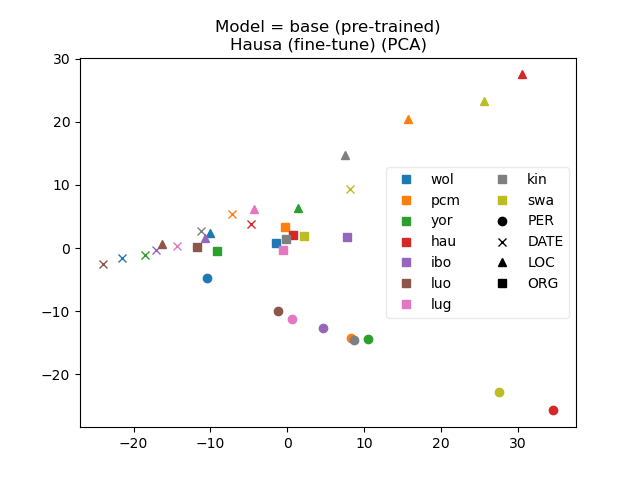 Model = base (pre-trained)
Hausa (fine-tune) (PCA)
30
20
10
0
−10
−20
−20
−10
0
10
20
30
wol
pcm
yor
hau
ibo
luo
lug
kin
swa
PER
DATE
LOC
ORG